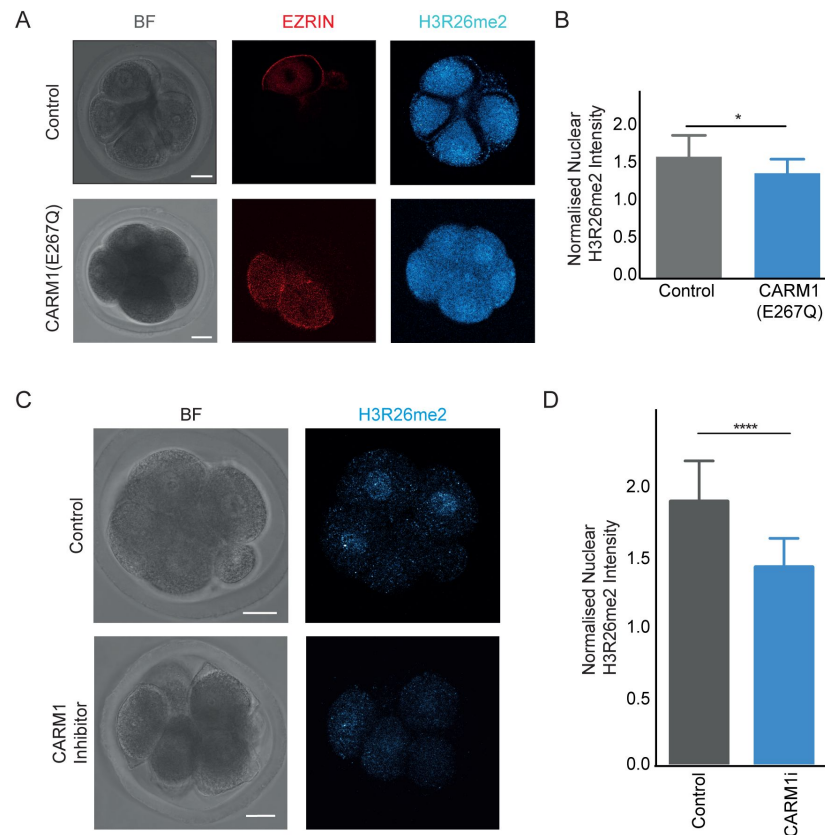 A
BF
EZRIN
H3R26me2
Control
CARM1(E267Q)
B
Normalised Nuclear
H3R26me2 Intensity
2.0
1.5
1.0
0.5
0.0
*
Control
CARM1
(E267Q)
C
BF
H3R26me2
Control
CARM1
Inhibitor
D
Normalised Nuclear
H3R26me2 Intensity
2.0
1.5
1.0
0.5
0.0
****
Control
CARM1i